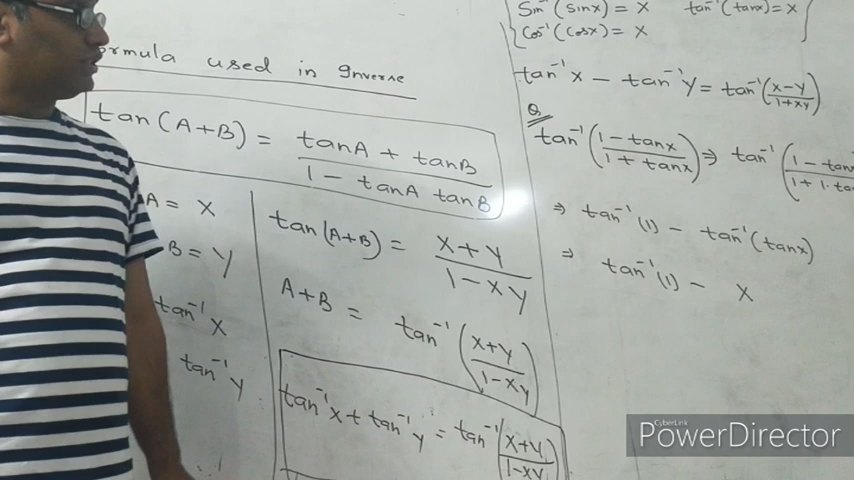 ormula used in Inverse
tan(A+B) = tanA + tanB / 1 - tanA tanB
A = X
B = Y
tan⁻¹X
tan⁻¹Y
tan(A+B) = X+Y / 1-XY
A+B = tan⁻¹(X+Y / 1-XY)
tan⁻¹X + tan⁻¹Y = tan⁻¹(X+Y / 1-XY
Sin⁻¹(Sinx) = X tan⁻¹(tanx) = X
Cos⁻¹(Cosx) = X
tan⁻¹X - tan⁻¹Y = tan⁻¹(X-Y / 1+XY)
Q
tan⁻¹(1-tanx / 1+tanx) ⇒ tan⁻¹(1-tan / 1+1.ta
⇒ tan⁻¹(1) - tan⁻¹(tanx)
⇒ tan⁻¹(1) - X
CyberLink
PowerDirector